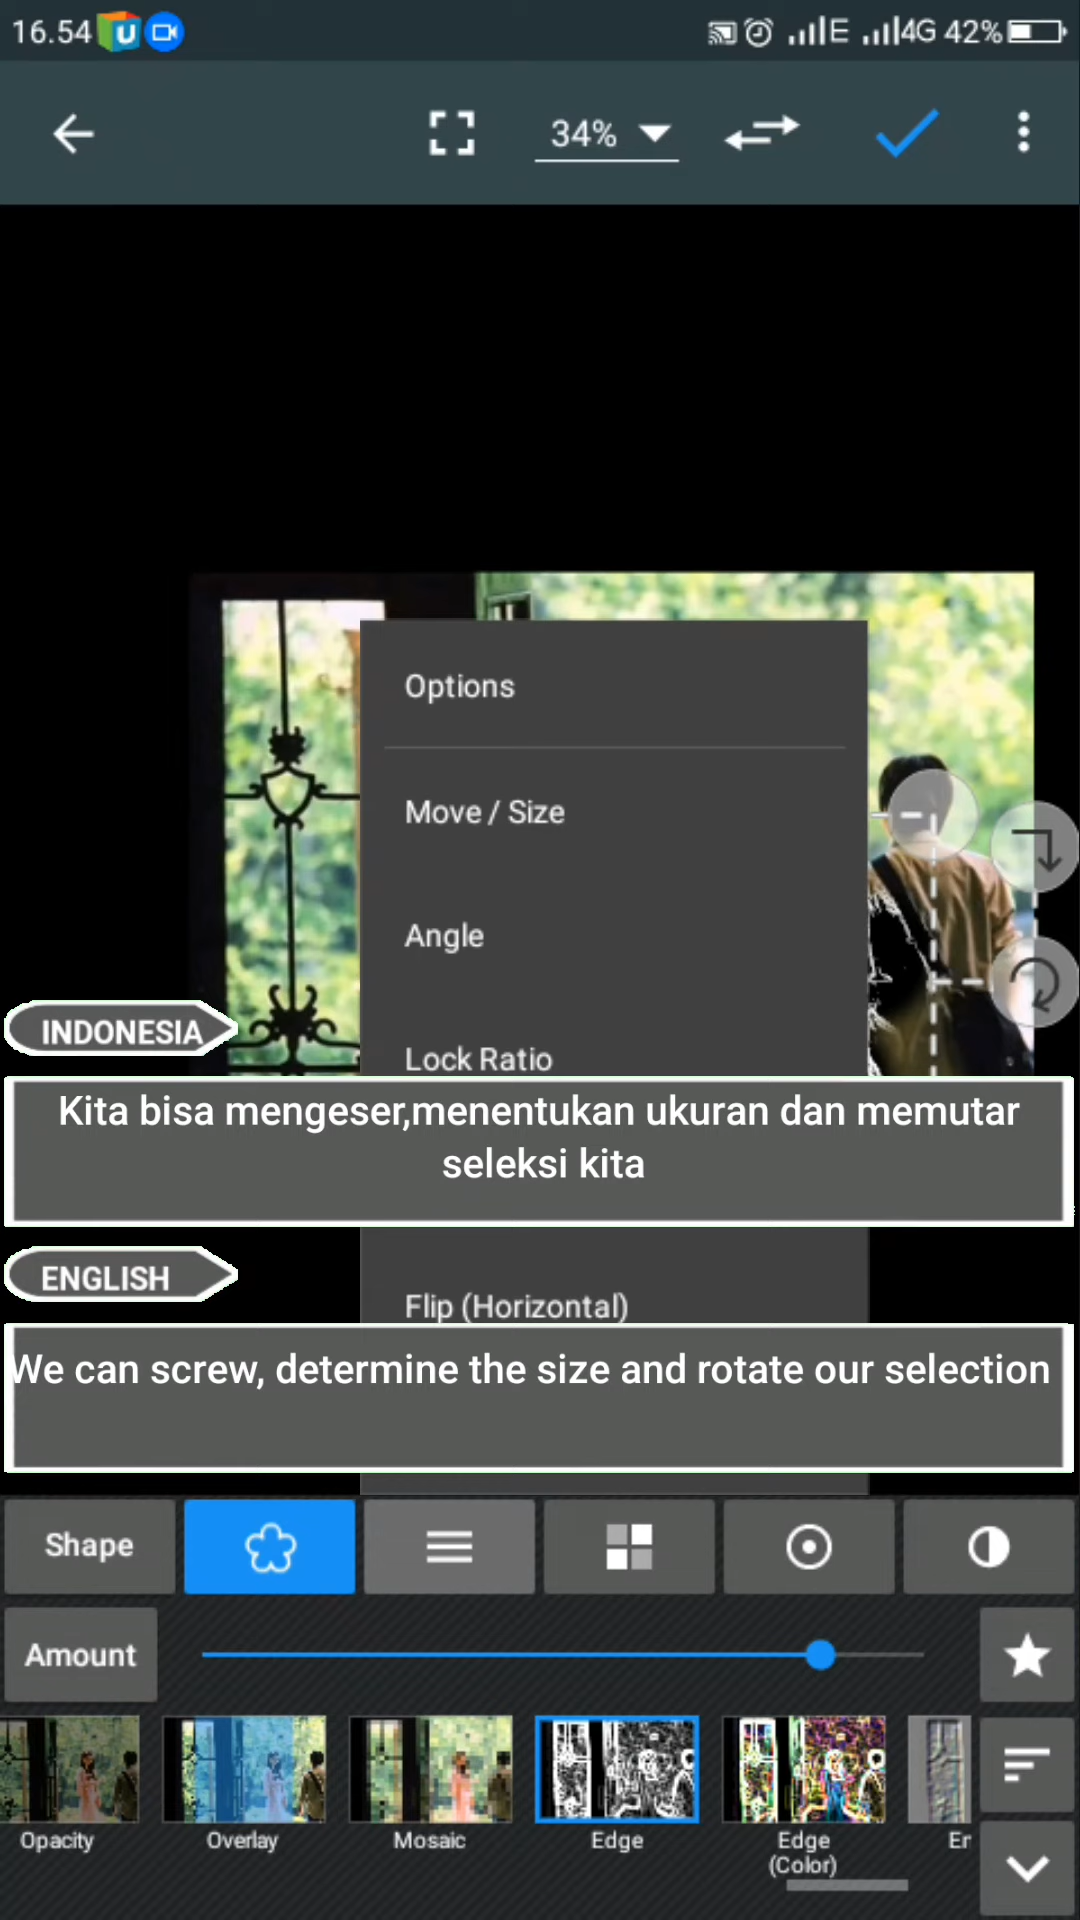 16.54 U E 4G 42%
34%
Options
Move / Size
Angle
Lock Ratio
INDONESIA
Kita bisa mengeser,menentukan ukuran dan memutar
seleksi kita
ENGLISH
Flip (Horizontal)
We can screw, determine the size and rotate our selection
Shape
Amount
Opacity
Overlay
Mosaic
Edge
Edge
(Color)